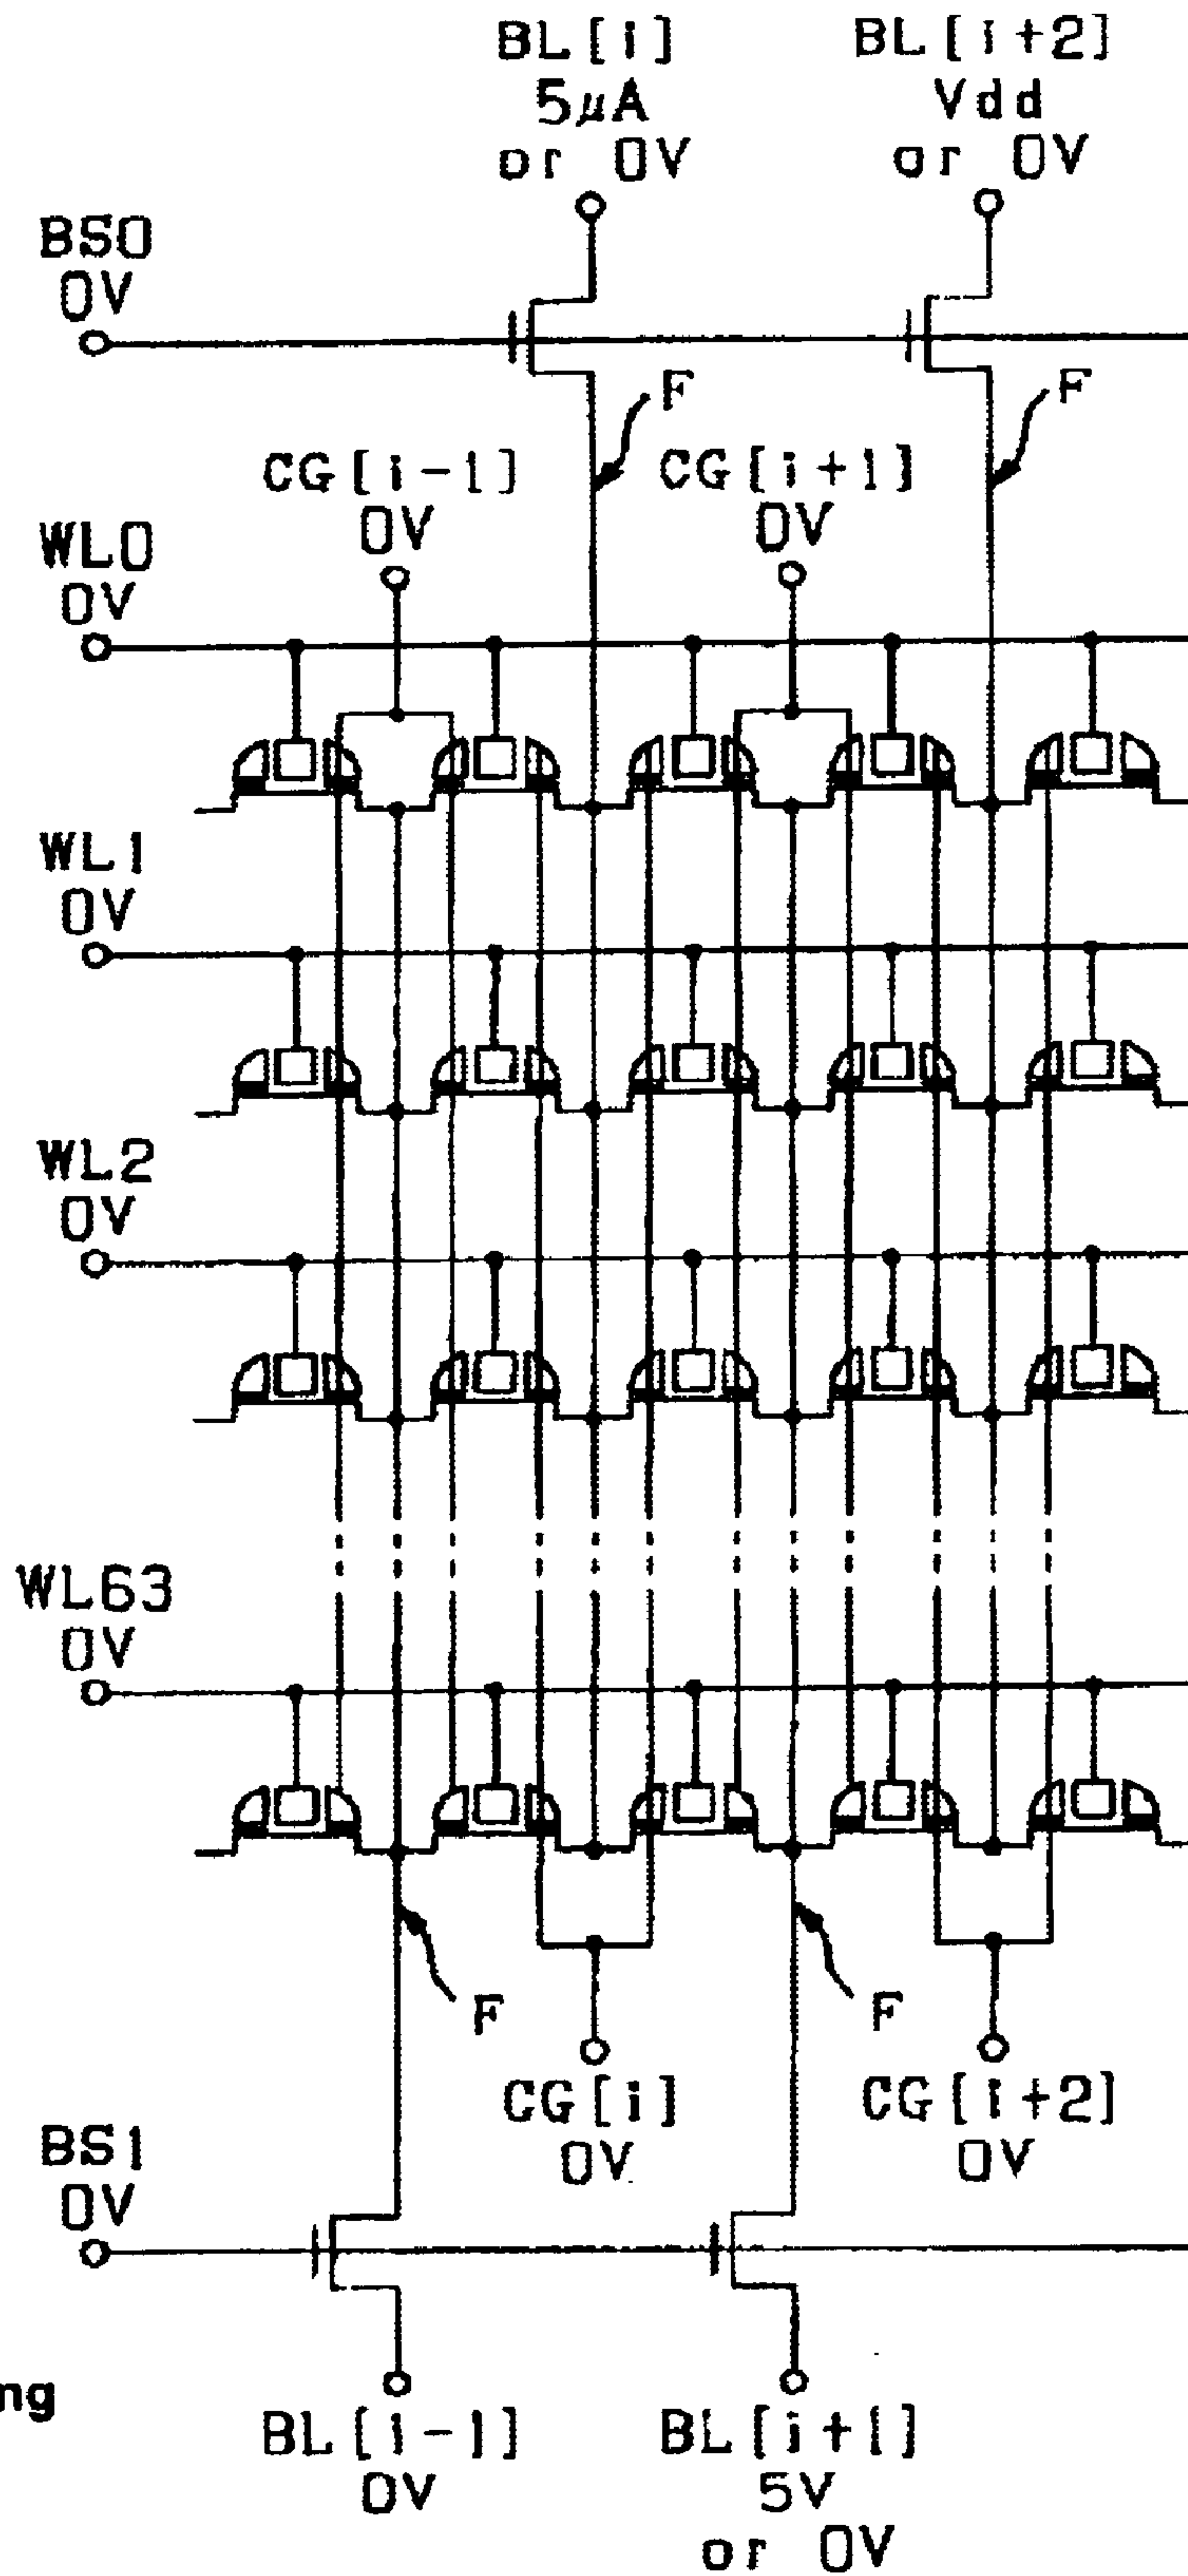 BL[i]
5μA
or 0V
BL[i+2]
Vdd
or 0V
BS0
0V
F
F
CG[i-1]
0V
CG[i+1]
0V
WL0
0V
WL1
0V
WL2
0V
WL63
0V
F
F
CG[i]
0V
CG[i+2]
0V
BS1
0V
ng
BL[i-1]
0V
BL[i+1]
5V
or 0V